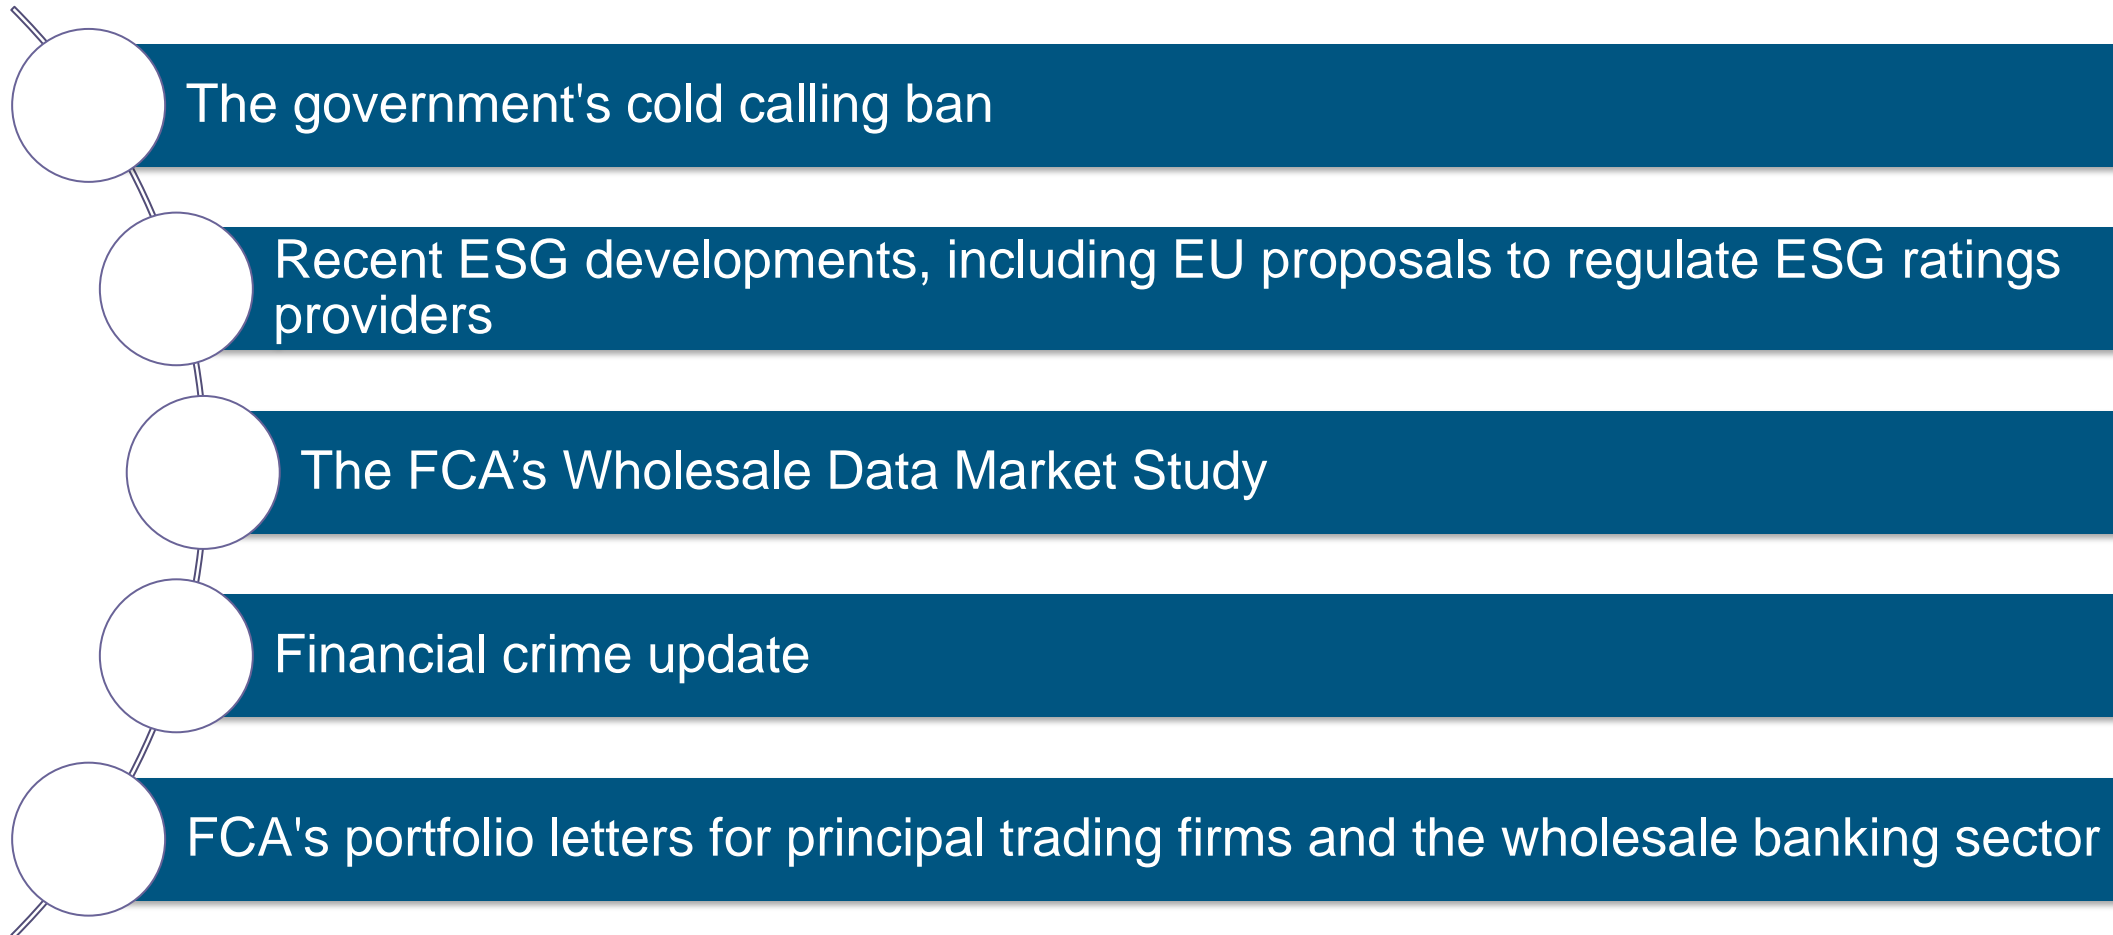 The government's cold calling ban
Recent ESG developments, including EU proposals to regulate ESG ratings
providers
The FCA’s Wholesale Data Market Study
Financial crime update
FCA's portfolio letters for principal trading firms and the wholesale banking sector